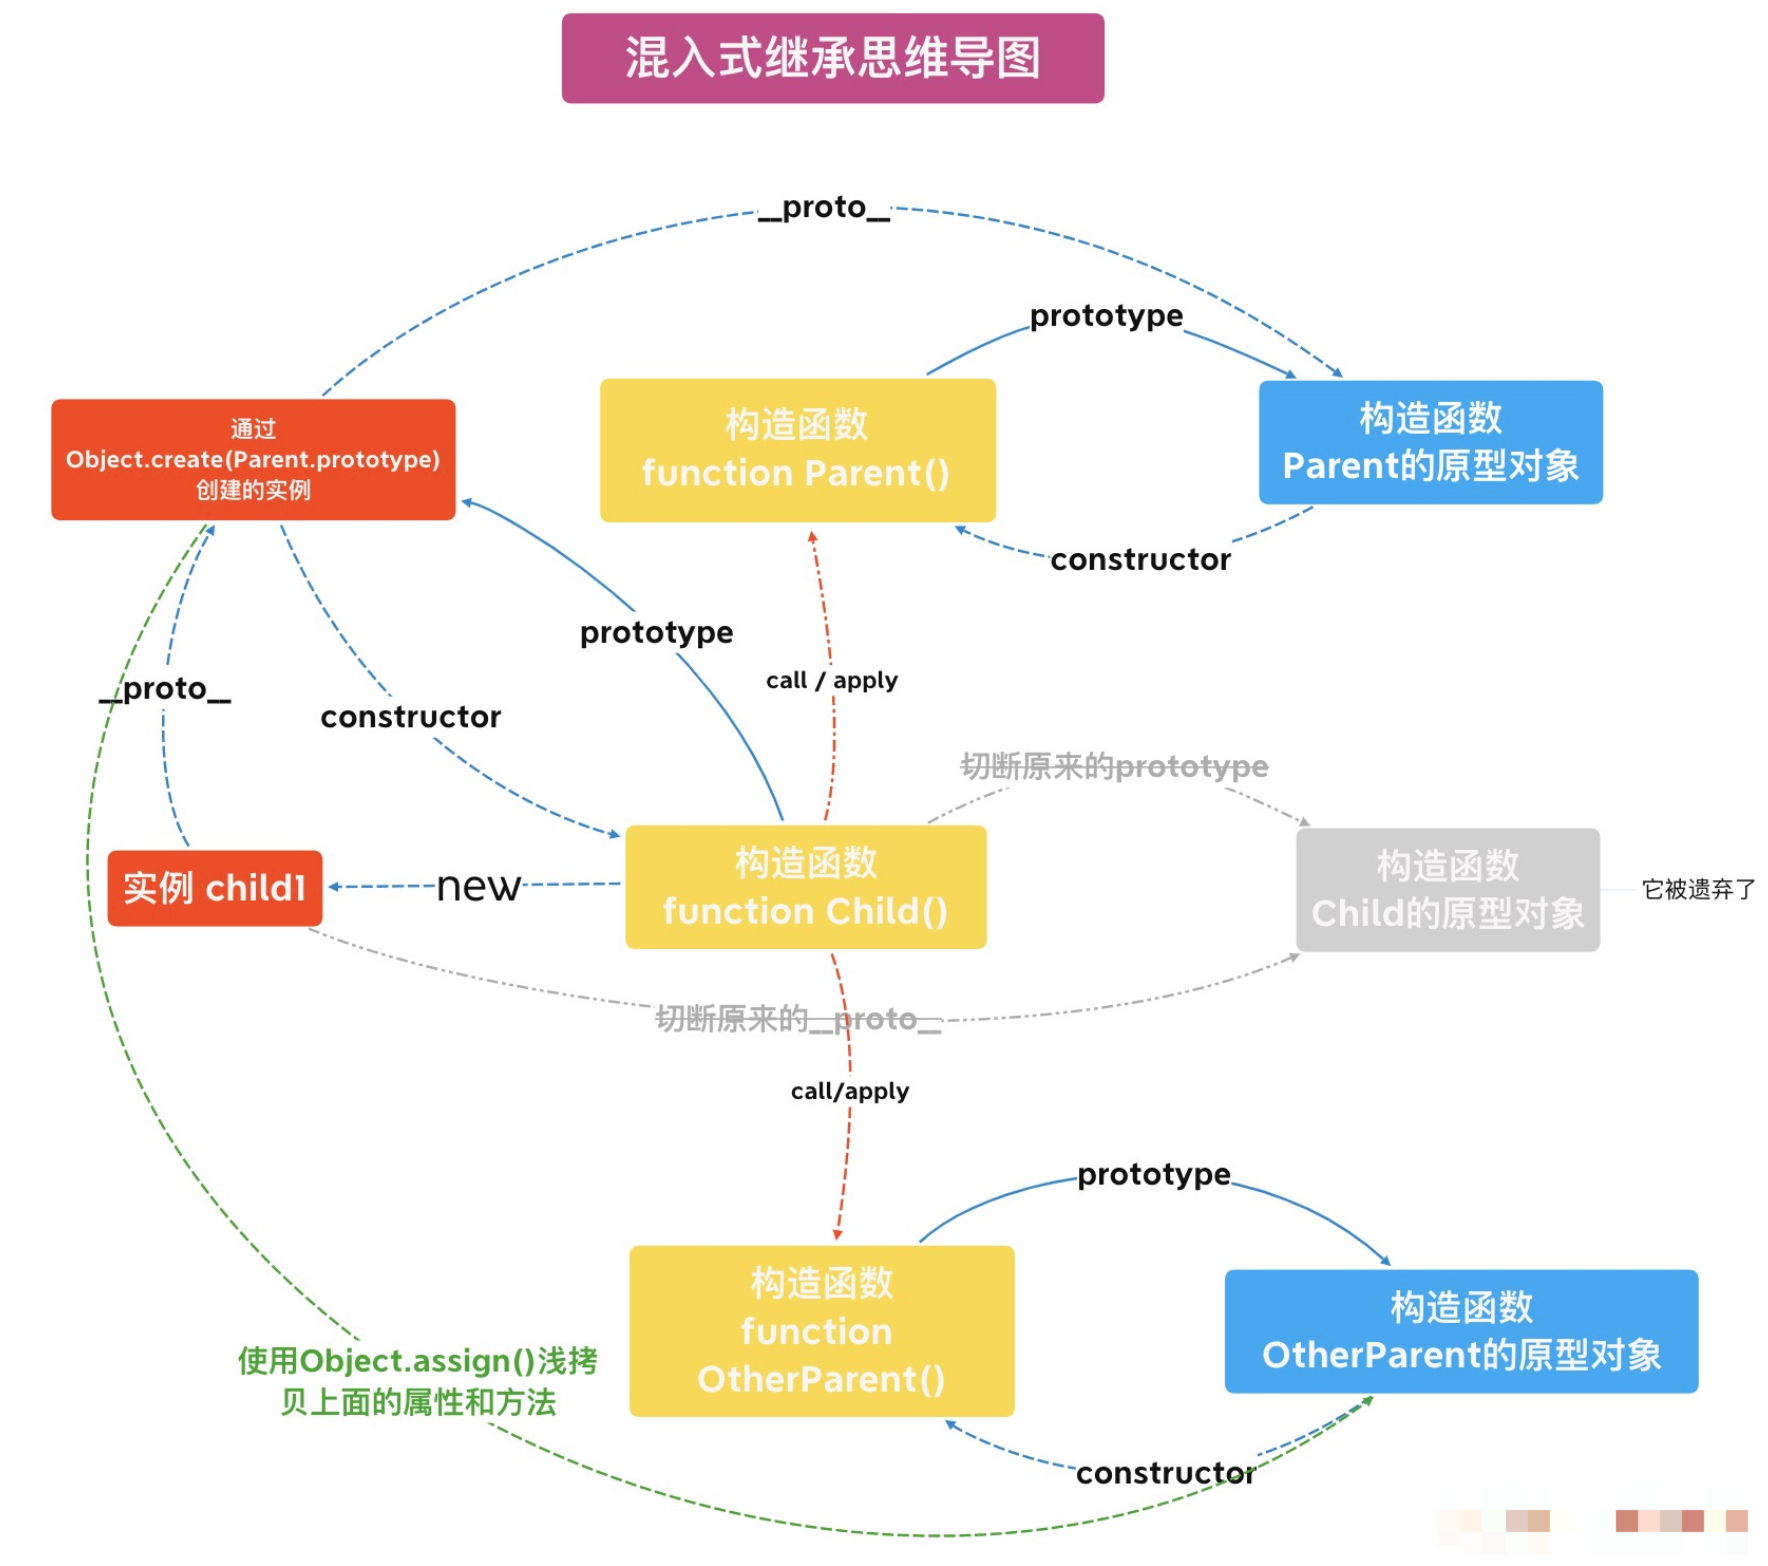 混入式继承思维导图
__proto__
prototype
通过
Object.create(Parent.prototype)
创建的实例
构造函数
function Parent()
构造函数
Parent的原型对象
constructor
prototype
call / apply
__proto__
constructor
切断原来的prototype
构造函数
function Child()
实例 child1
new
构造函数
Child的原型对象
它被遗弃了
切断原来的__proto__
call/apply
prototype
构造函数
function
OtherParent()
构造函数
OtherParent的原型对象
使用Object.assign()浅拷
贝上面的属性和方法
constructor